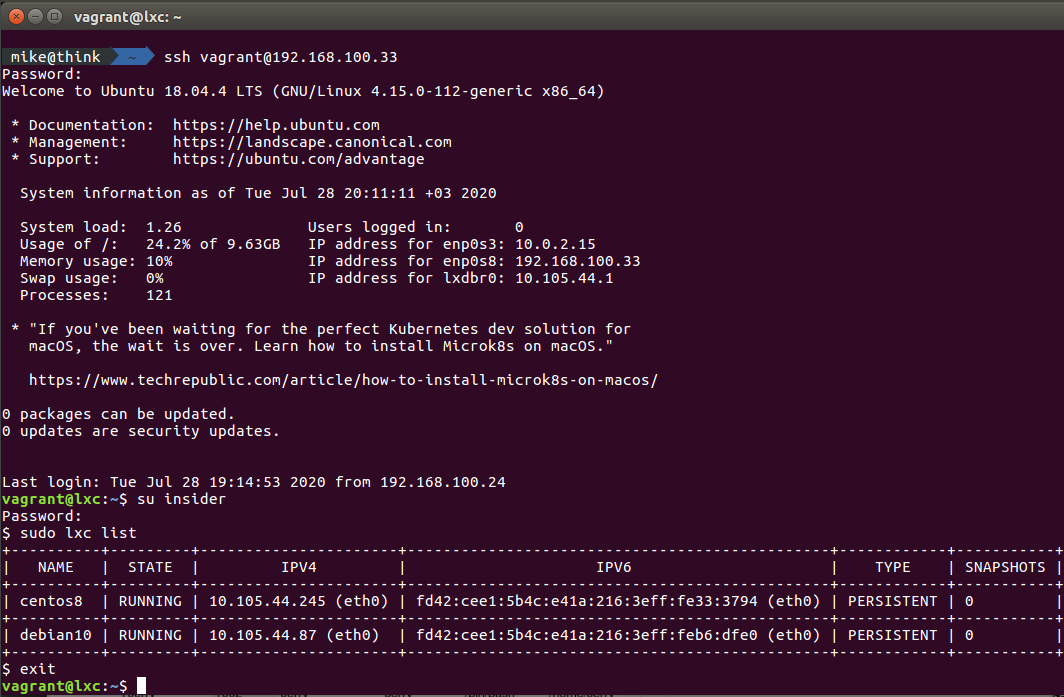 vagrant@lxc: ~
mike@think ~ ssh vagrant@192.168.100.33
Password:
Welcome to Ubuntu 18.04.4 LTS (GNU/Linux 4.15.0-112-generic x86_64)
* Documentation: https://help.ubuntu.com
* Management: https://landscape.canonical.com
* Support: https://ubuntu.com/advantage
System information as of Tue Jul 28 20:11:11 +03 2020
System load: 1.26 Users logged in: 0
Usage of /: 24.2% of 9.63GB IP address for enp0s3: 10.0.2.15
Memory usage: 10% IP address for enp0s8: 192.168.100.33
Swap usage: 0% IP address for lxdbr0: 10.105.44.1
Processes: 121
* "If you've been waiting for the perfect Kubernetes dev solution for
macOS, the wait is over. Learn how to install Microk8s on macOS."
https://www.techrepublic.com/article/how-to-install-microk8s-on-macos/
0 packages can be updated.
0 updates are security updates.
Last login: Tue Jul 28 19:14:53 2020 from 192.168.100.24
vagrant@lxc:~$ su insider
Password:
$ sudo lxc list
+----------+---------+----------------------+-----------------------------------------------+------------+-----------+
| NAME | STATE | IPV4 | IPV6 | TYPE | SNAPSHOTS |
+----------+---------+----------------------+-----------------------------------------------+------------+-----------+
| centos8 | RUNNING | 10.105.44.245 (eth0) | fd42:cee1:5b4c:e41a:216:3eff:fe33:3794 (eth0) | PERSISTENT | 0 |
+----------+---------+----------------------+-----------------------------------------------+------------+-----------+
| debian10 | RUNNING | 10.105.44.87 (eth0) | fd42:cee1:5b4c:e41a:216:3eff:feb6:dfe0 (eth0) | PERSISTENT | 0 |
+----------+---------+----------------------+-----------------------------------------------+------------+-----------+
$ exit
vagrant@lxc:~$